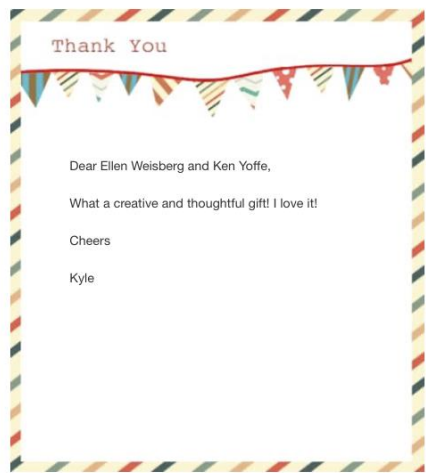 Thank You
Dear Ellen Weisberg and Ken Yoffe,
What a creative and thoughtful gift! I love it!
Cheers
Kyle